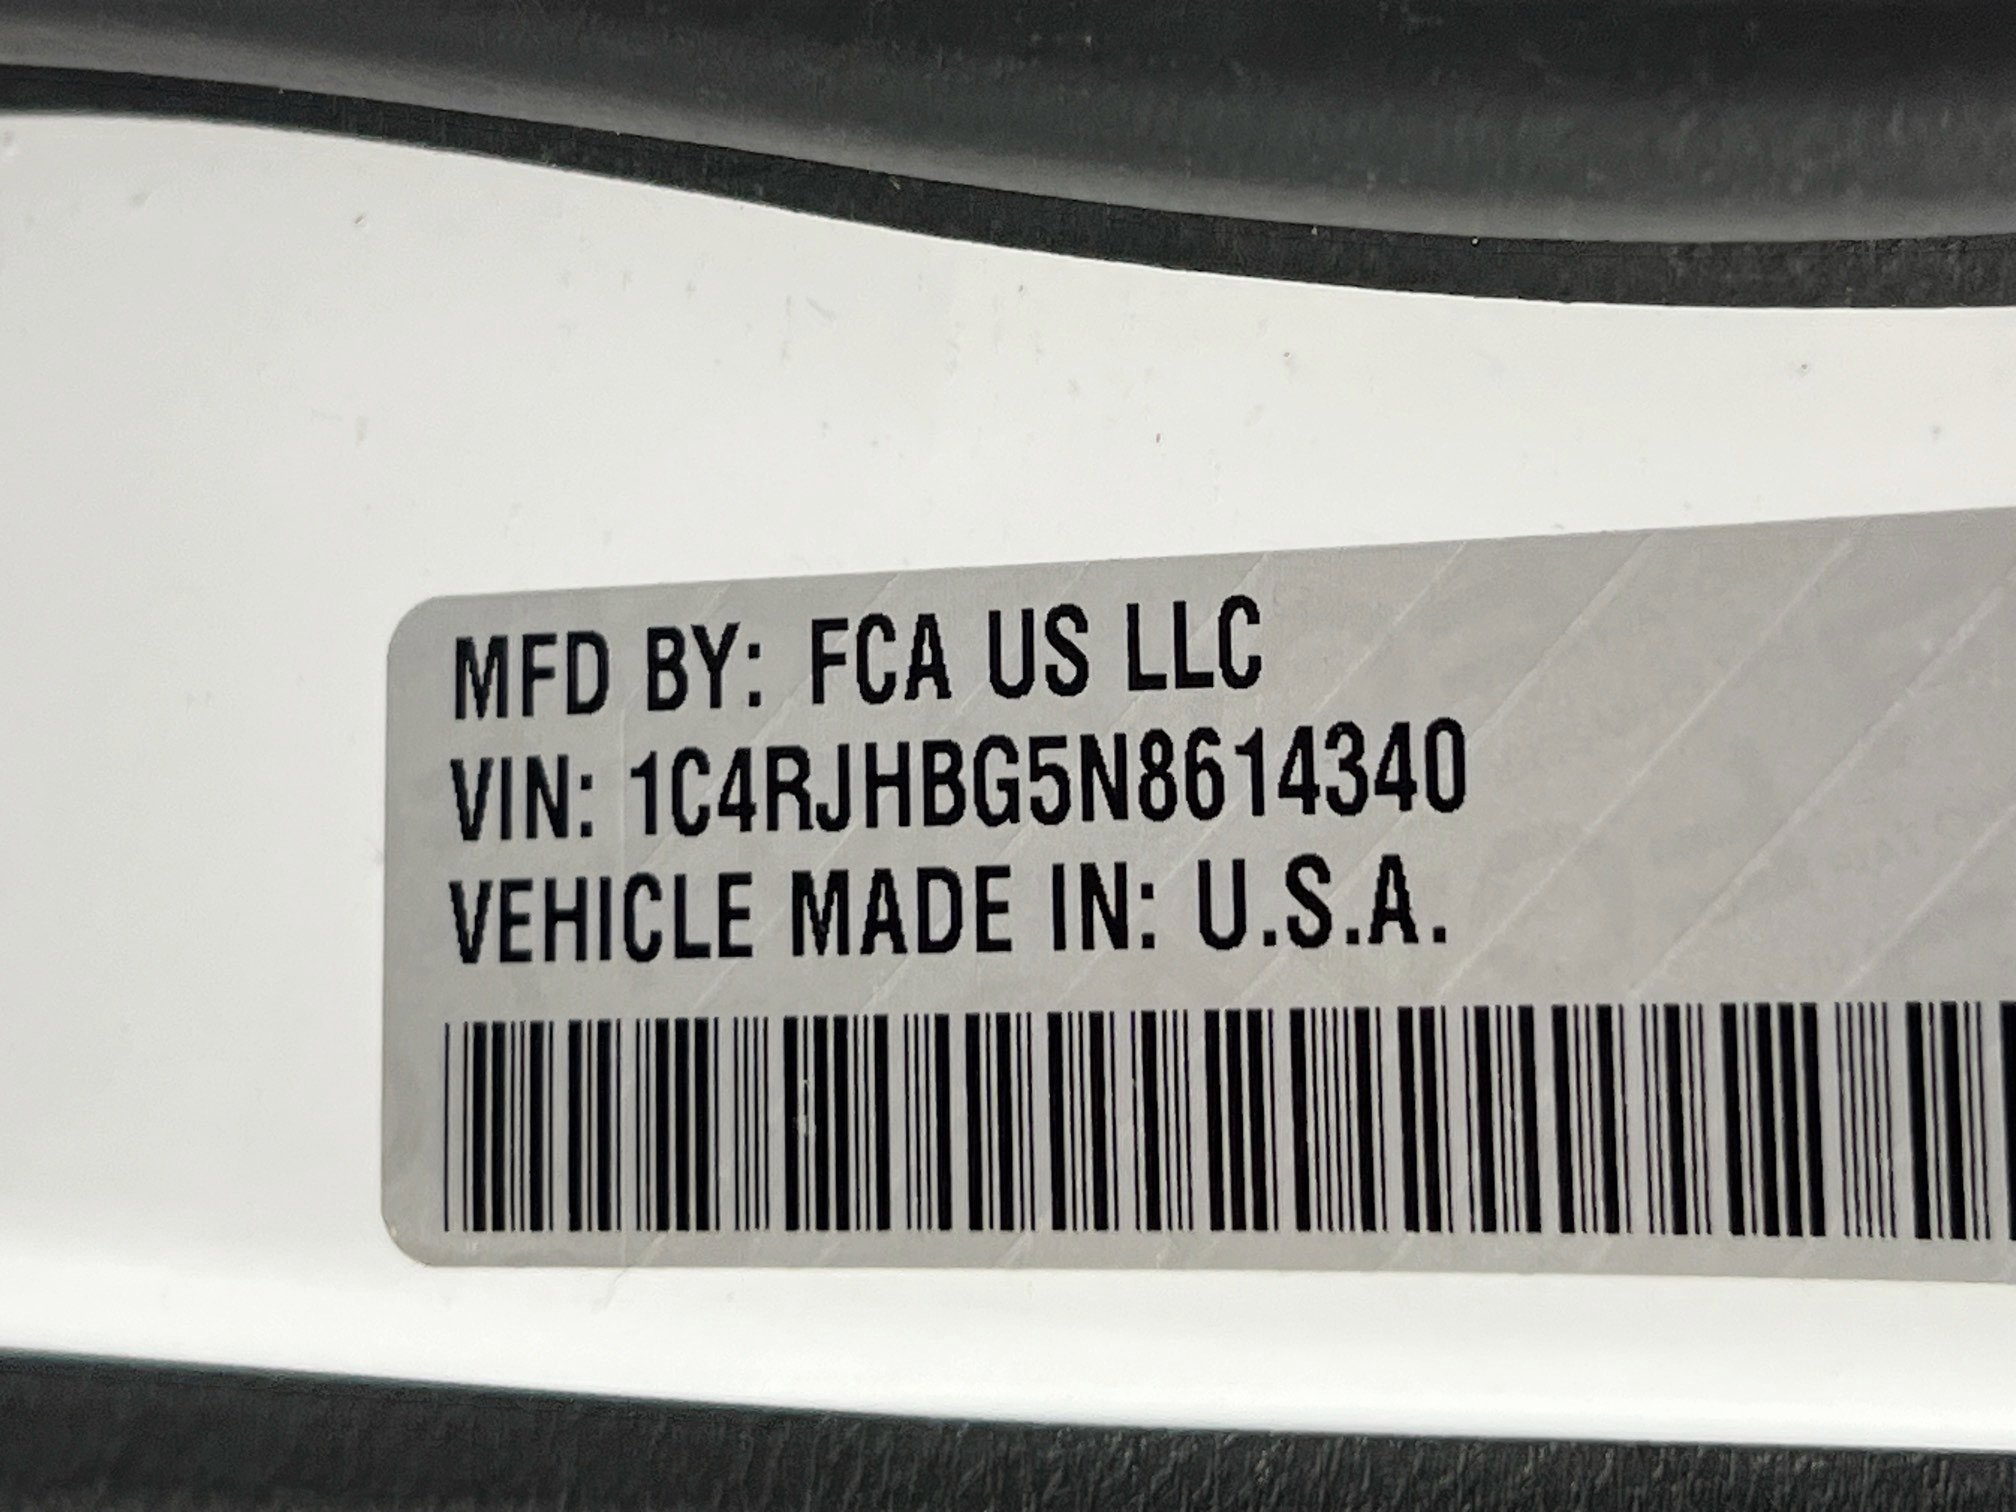 MFD BY: FCA US LLC
VIN: 1C4RJHBG5N8614340
VEHICLE MADE IN: U.S.A.